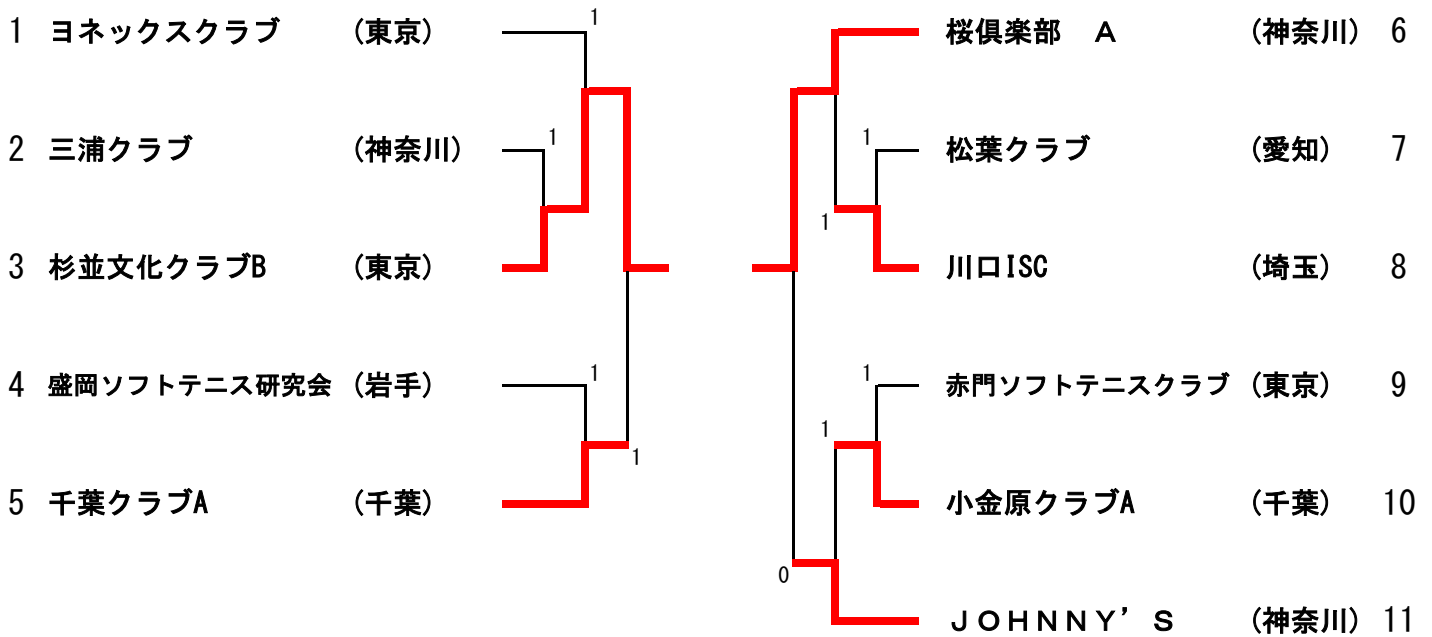 1 ヨネックスクラブ (東京) 1
2 三浦クラブ (神奈川) 1
3 杉並文化クラブB (東京)
4 盛岡ソフトテニス研究会 (岩手) 1
5 千葉クラブA (千葉)
1
桜倶楽部 A (神奈川) 6
1 松葉クラブ (愛知) 7
1
川口ISC (埼玉) 8
1 赤門ソフトテニスクラブ (東京) 9
1
小金原クラブA (千葉) 10
0
JOHNNY'S (神奈川) 11